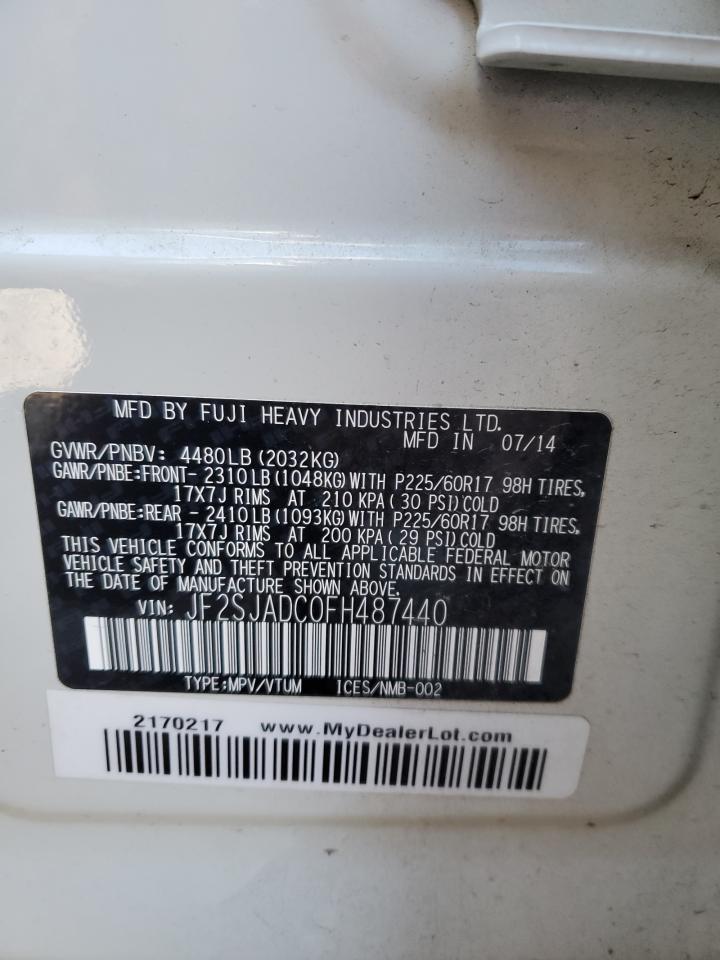 MFD BY FUJI HEAVY INDUSTRIES LTD.
MFD IN 07/14
GVWR/PNBV: 4480LB (2032KG)
GAWR/PNBE:FRONT- 2310LB (1048KG) WITH P225/60R17 98H TIRES,
17X7J RIMS AT 210 KPA (30 PSI) COLD
GAWR/PNBE:REAR - 2410LB (1093KG) WITH P225/60R17 98H TIRES,
17X7J RIMS AT 200 KPA (29 PSI) COLD
THIS VEHICLE CONFORMS TO ALL APPLICABLE FEDERAL MOTOR
VEHICLE SAFETY AND THEFT PREVENTION STANDARDS IN EFFECT ON
THE DATE OF MANUFACTURE SHOWN ABOVE.
VIN: JF2SJADC0FH487440
TYPE:MPV/VTUM ICES/NMB-002
2170217 www.MyDealerLot.com